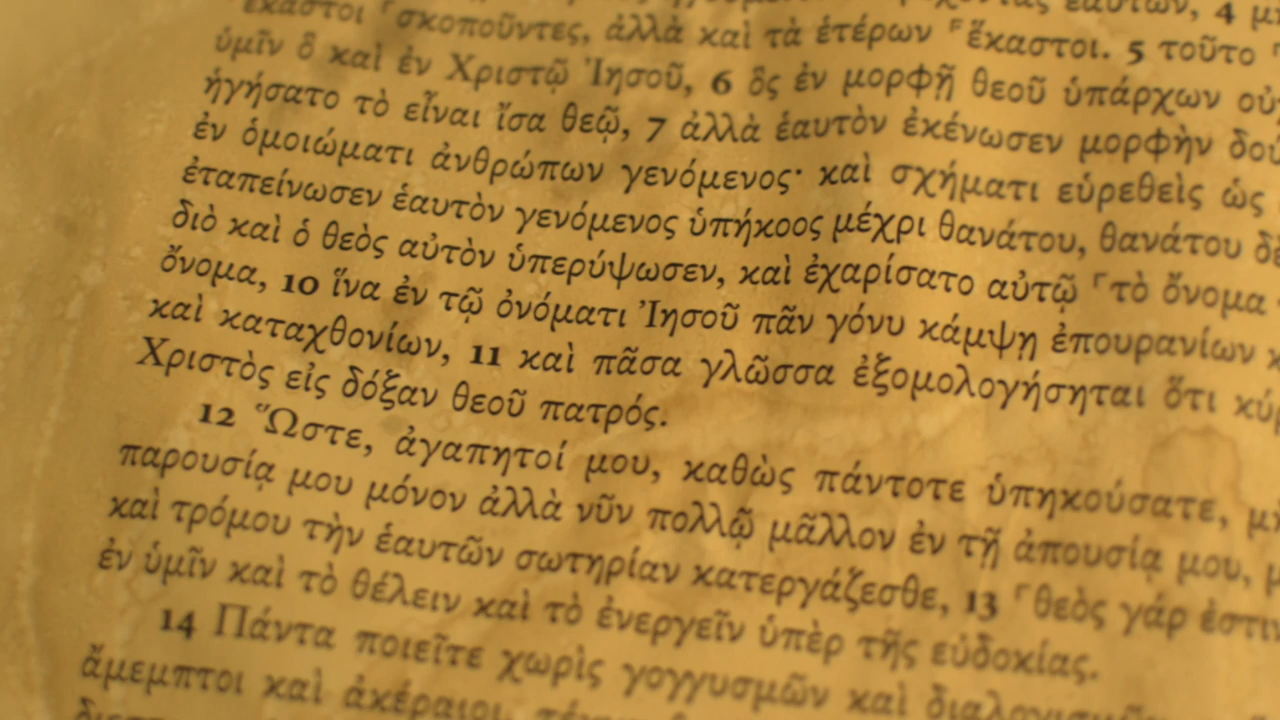 ἕκαστοι ⸀σκοποῦντες, ἀλλὰ καὶ τὰ ἑτέρων ⸁ἕκαστοι. 5 τοῦτο
ὑμῖν ὃ καὶ ἐν Χριστῷ Ἰησοῦ, 6 ὃς ἐν μορφῇ θεοῦ ὑπάρχων οὐχ
ἡγήσατο τὸ εἶναι ἴσα θεῷ, 7 ἀλλὰ ἑαυτὸν ἐκένωσεν μορφὴν
ἐν ὁμοιώματι ἀνθρώπων γενόμενος· καὶ σχήματι εὑρεθεὶς ὡς
ἐταπείνωσεν ἑαυτὸν γενόμενος ὑπήκοος μέχρι θανάτου, θανάτου δὲ
διὸ καὶ ὁ θεὸς αὐτὸν ὑπερύψωσεν, καὶ ἐχαρίσατο αὐτῷ ⸀τὸ ὄνομα
ὄνομα, 10 ἵνα ἐν τῷ ὀνόματι Ἰησοῦ πᾶν γόνυ κάμψῃ ἐπουρανίων
καὶ καταχθονίων, 11 καὶ πᾶσα γλῶσσα ἐξομολογήσηται ὅτι
Χριστὸς εἰς δόξαν θεοῦ πατρός.
12 Ὥστε, ἀγαπητοί μου, καθὼς πάντοτε ὑπηκούσατε,
παρουσίᾳ μου μόνον ἀλλὰ νῦν πολλῷ μᾶλλον ἐν τῇ ἀπουσίᾳ μου,
καὶ τρόμου τὴν ἑαυτῶν σωτηρίαν κατεργάζεσθε, 13 ⸀θεὸς γάρ ἐστιν
ἐν ὑμῖν καὶ τὸ θέλειν καὶ τὸ ἐνεργεῖν ὑπὲρ τῆς εὐδοκίας.
14 Πάντα ποιεῖτε χωρὶς γογγυσμῶν καὶ
ἄμεμπτοι καὶ ἀκέραιοι,